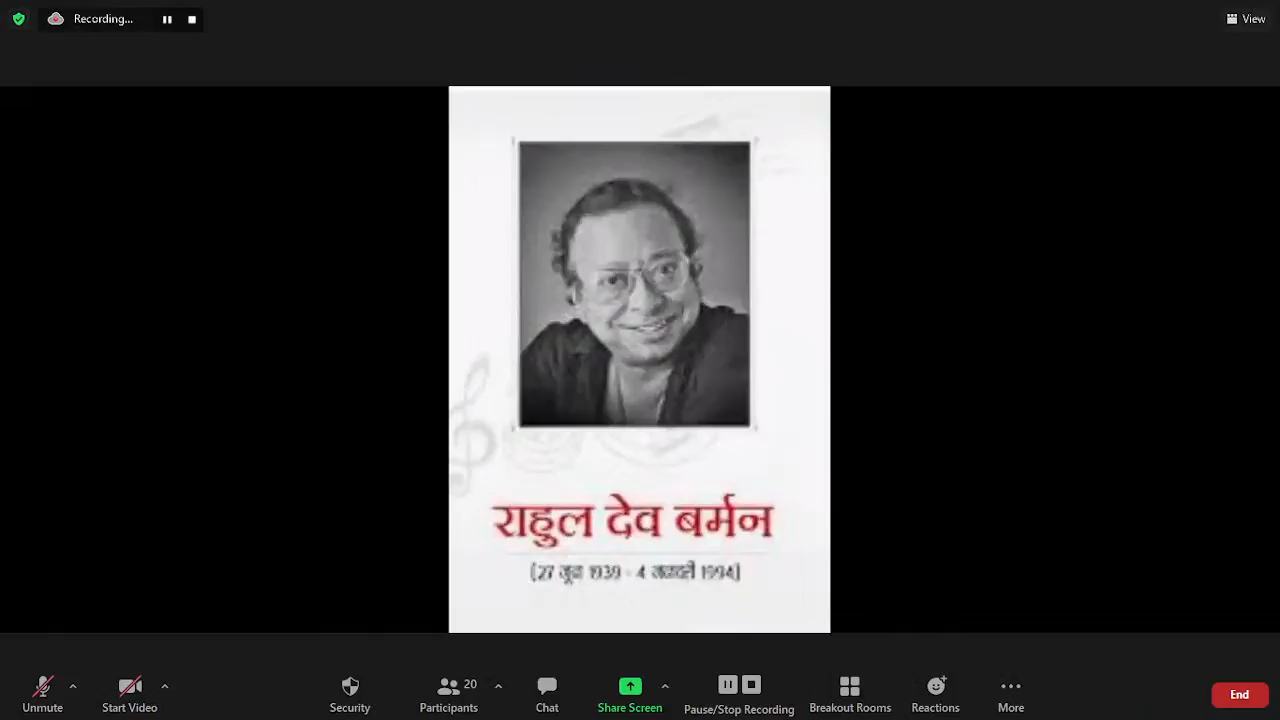 Recording...
View
राहुल देव बर्मन
(27 जून 1939 - 4 जनवरी 1994)
Unmute
Start Video
Security
20
Participants
Chat
Share Screen
Pause/Stop Recording
Breakout Rooms
Reactions
More
End